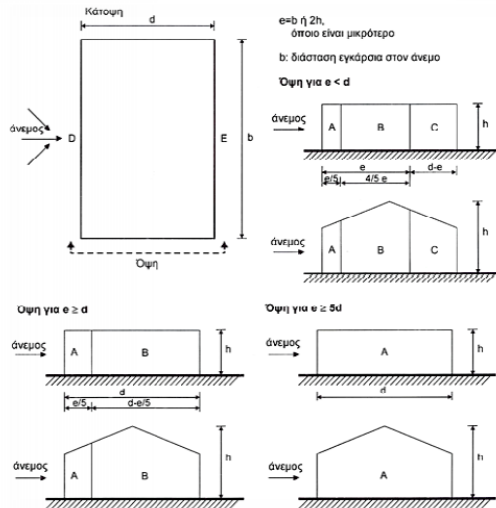 Κάτοψη
d
e=b ή 2h,
όποιο είναι μικρότερο
b: διάσταση εγκάρσια στον άνεμο
Όψη για e < d
άνεμος
D
E
b
Όψη
άνεμος
A
B
C
h
e
d-e
e/5
4/5 e
άνεμος
A
B
C
h
Όψη για e ≥ d
άνεμος
A
B
h
d
e/5
d-e/5
άνεμος
A
B
h
Όψη για e ≥ 5d
άνεμος
A
h
d
άνεμος
A
h